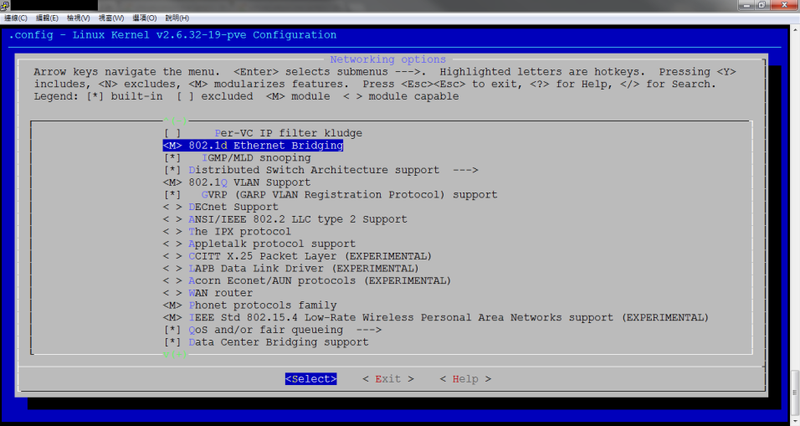 連線(C) 編輯(E) 檢視(V) 視窗(W) 選項(O) 說明(H)
.config - Linux Kernel v2.6.32-19-pve Configuration
Networking options
Arrow keys navigate the menu. <Enter> selects submenus --->. Highlighted letters are hotkeys. Pressing <Y>
includes, <N> excludes, <M> modularizes features. Press <Esc><Esc> to exit, <?> for Help, </> for Search.
Legend: [*] built-in [ ] excluded <M> module < > module capable
[ ] Per-VC IP filter kludge
<M> 802.1d Ethernet Bridging
[*] IGMP/MLD snooping
[*] Distributed Switch Architecture support --->
<M> 802.1Q VLAN Support
[*] GVRP (GARP VLAN Registration Protocol) support
< > DECnet Support
< > ANSI/IEEE 802.2 LLC type 2 Support
< > The IPX protocol
< > Appletalk protocol support
< > CCITT X.25 Packet Layer (EXPERIMENTAL)
< > LAPB Data Link Driver (EXPERIMENTAL)
< > Acorn Econet/AUN protocols (EXPERIMENTAL)
< > WAN router
<M> Phonet protocols family
<M> IEEE Std 802.15.4 Low-Rate Wireless Personal Area Networks support (EXPERIMENTAL)
[*] QoS and/or fair queueing --->
[*] Data Center Bridging support
<Select> < Exit > < Help >